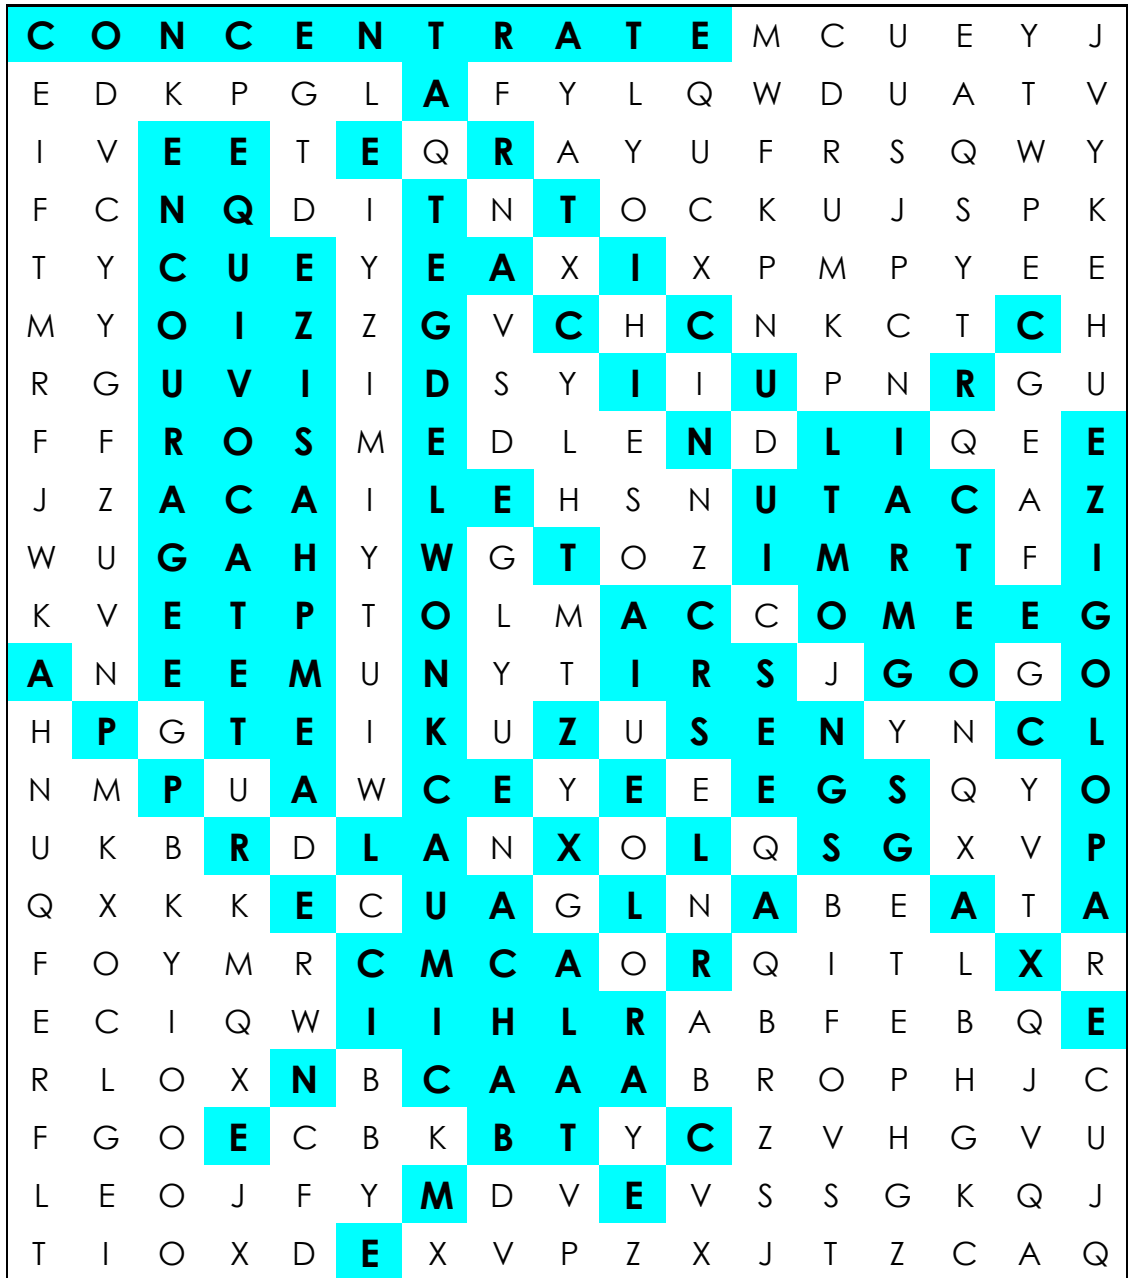 C O N C E N T R A T E M C U E Y J
E D K P G L A F Y L Q W D U A T V
I V E E T E Q R A Y U F R S Q W Y
F C N Q D I T N T O C K U J S P K
T Y C U E Y E A X I X P M P Y E E
M Y O I Z Z G V C H C N K C T C H
R G U V I I D S Y I I U P N R G U
F F R O S M E D L E N D L I Q E E
J Z A C A I L E H S N U T A C A Z
W U G A H Y W G T O Z I M R T F I
K V E T P T O L M A C C O M E E G
A N E E M U N Y T I R S J G O G O
H P G T E I K U Z U S E N Y N C L
N M P U A W C E Y E E E G S Q Y O
U K B R D L A N X O L Q S G X V P
Q X K K E C U A G L N A B E A T A
F O Y M R C M C A O R Q I T L X R
E C I Q W I I H L R A B F E B Q E
R L O X N B C A A A B R O P H J C
F G O E C B K B T Y C Z V H G V U
L E O J F Y M D V E V S S G K Q J
T I O X D E X V P Z X J T Z C A Q